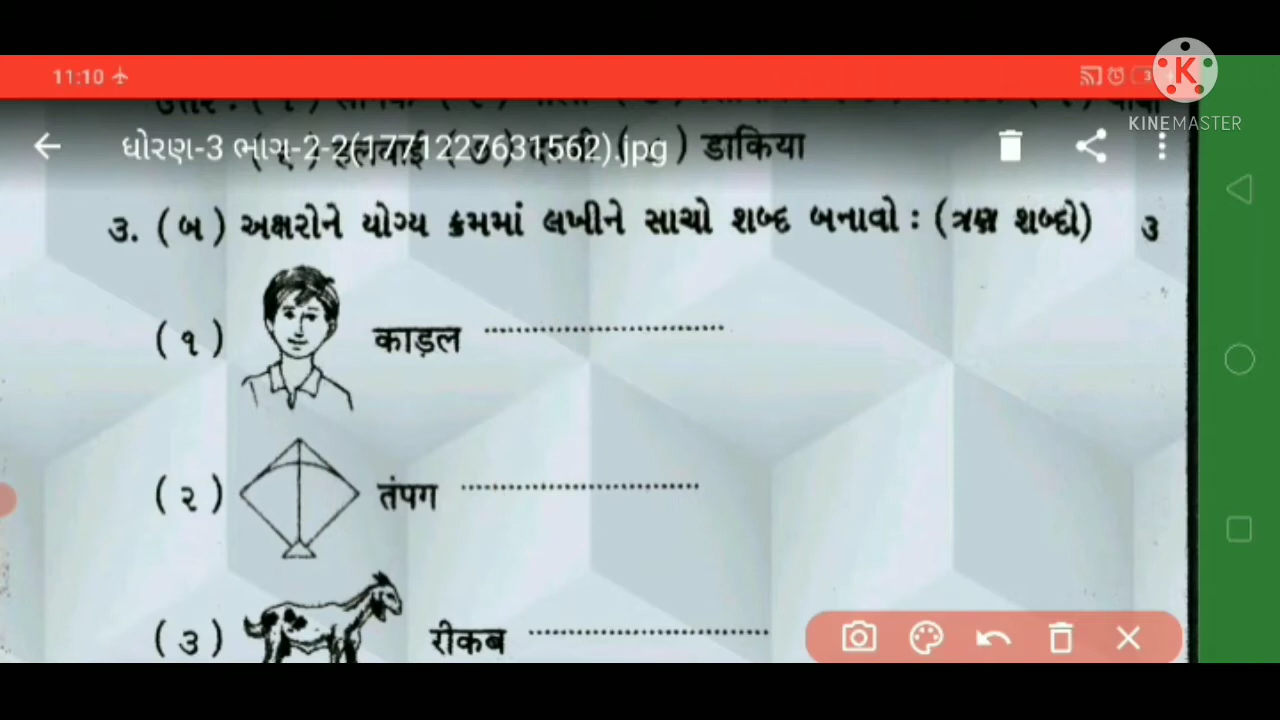 11:10
3
KINEMASTER
ધોરણ-3 ભાગ-2-2(1771227631562).jpg
) डाकिया
૩. ( બ ) અક્ષરોને યોગ્ય ક્રમમાં લખીને સાચો શબ્દ બનાવો : (ત્રણ શબ્દો) ૩
( ૧ ) काड़ल ........................
( ૨ ) तंपग ........................
( ૩ ) रीकब ........................